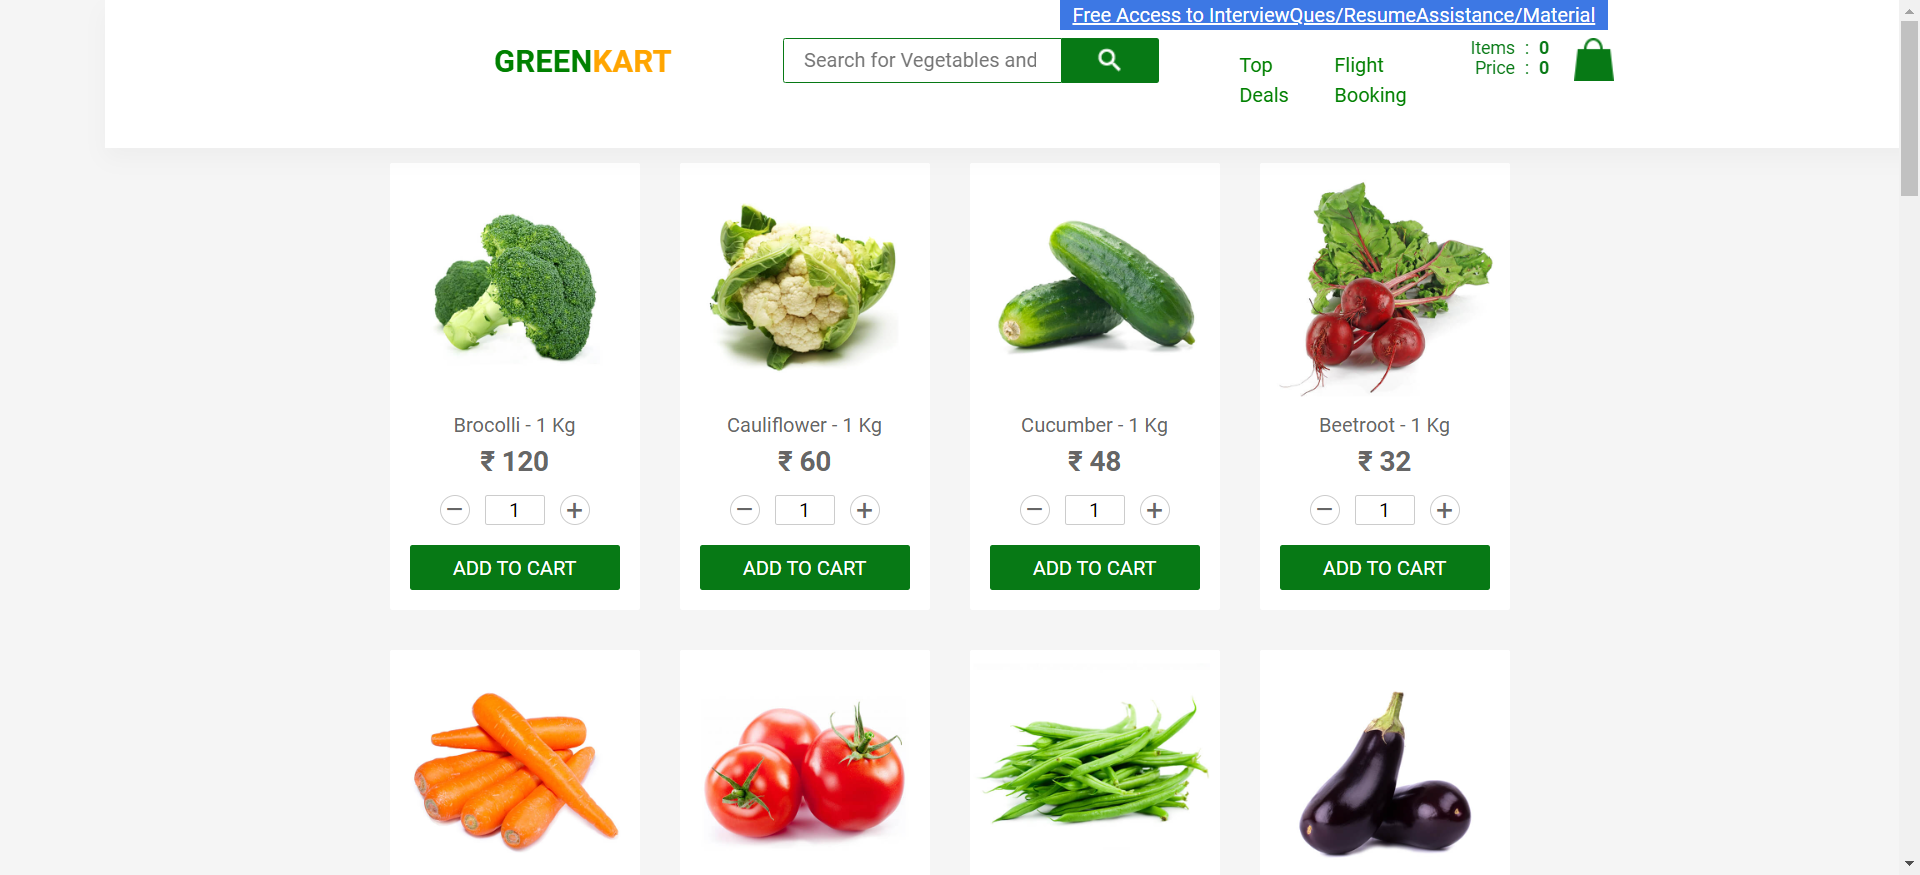 Free Access to InterviewQues/ResumeAssistance/Material
GREENKART
Search for Vegetables and
Top
Deals
Flight
Booking
Items : 0
Price : 0
Brocolli - 1 Kg
₹ 120
− 1 +
ADD TO CART
Cauliflower - 1 Kg
₹ 60
− 1 +
ADD TO CART
Cucumber - 1 Kg
₹ 48
− 1 +
ADD TO CART
Beetroot - 1 Kg
₹ 32
− 1 +
ADD TO CART